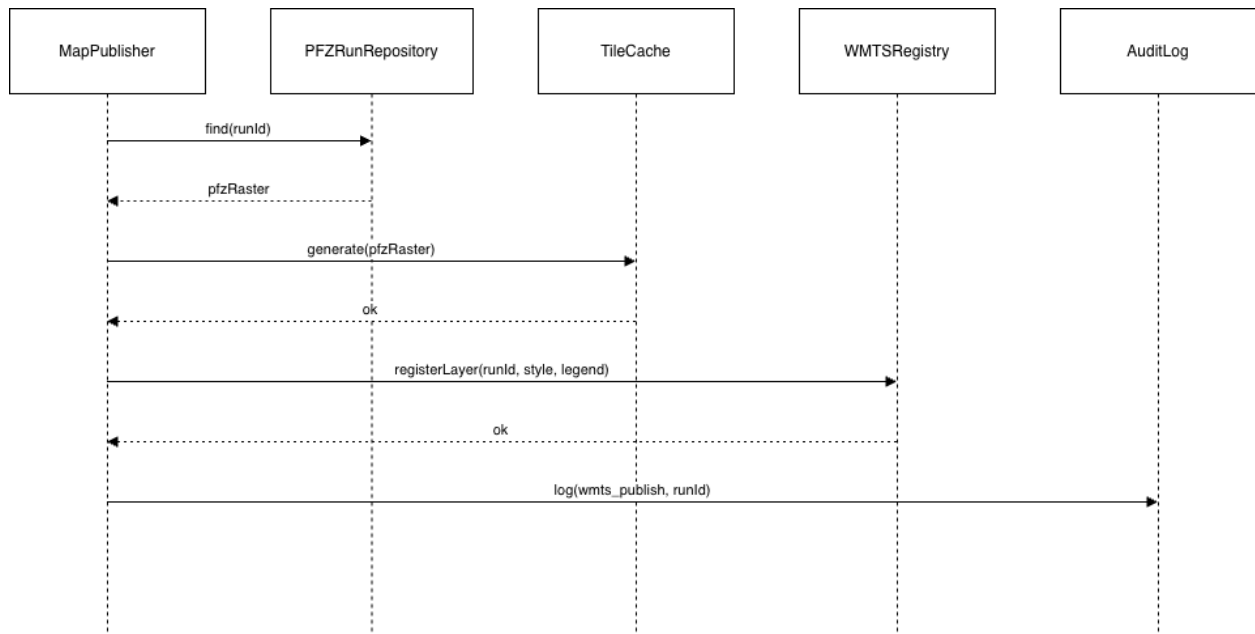 MapPublisher
PFZRunRepository
TileCache
WMTSRegistry
AuditLog
find(runId)
pfzRaster
generate(pfzRaster)
ok
registerLayer(runId, style, legend)
ok
log(wmts_publish, runId)